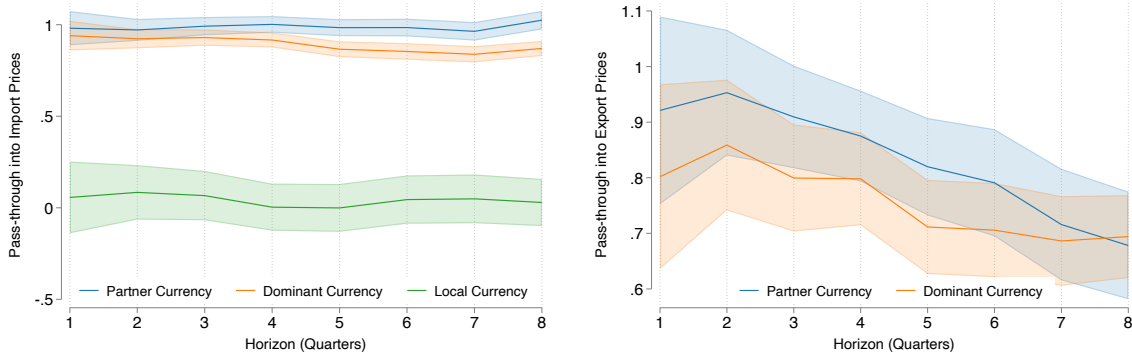 Pass-through into Import Prices
1
.5
0
-.5
Partner Currency Dominant Currency Local Currency
1 2 3 4 5 6 7 8
Horizon (Quarters)
Pass-through into Export Prices
1.1
1
.9
.8
.7
.6
Partner Currency Dominant Currency
1 2 3 4 5 6 7 8
Horizon (Quarters)